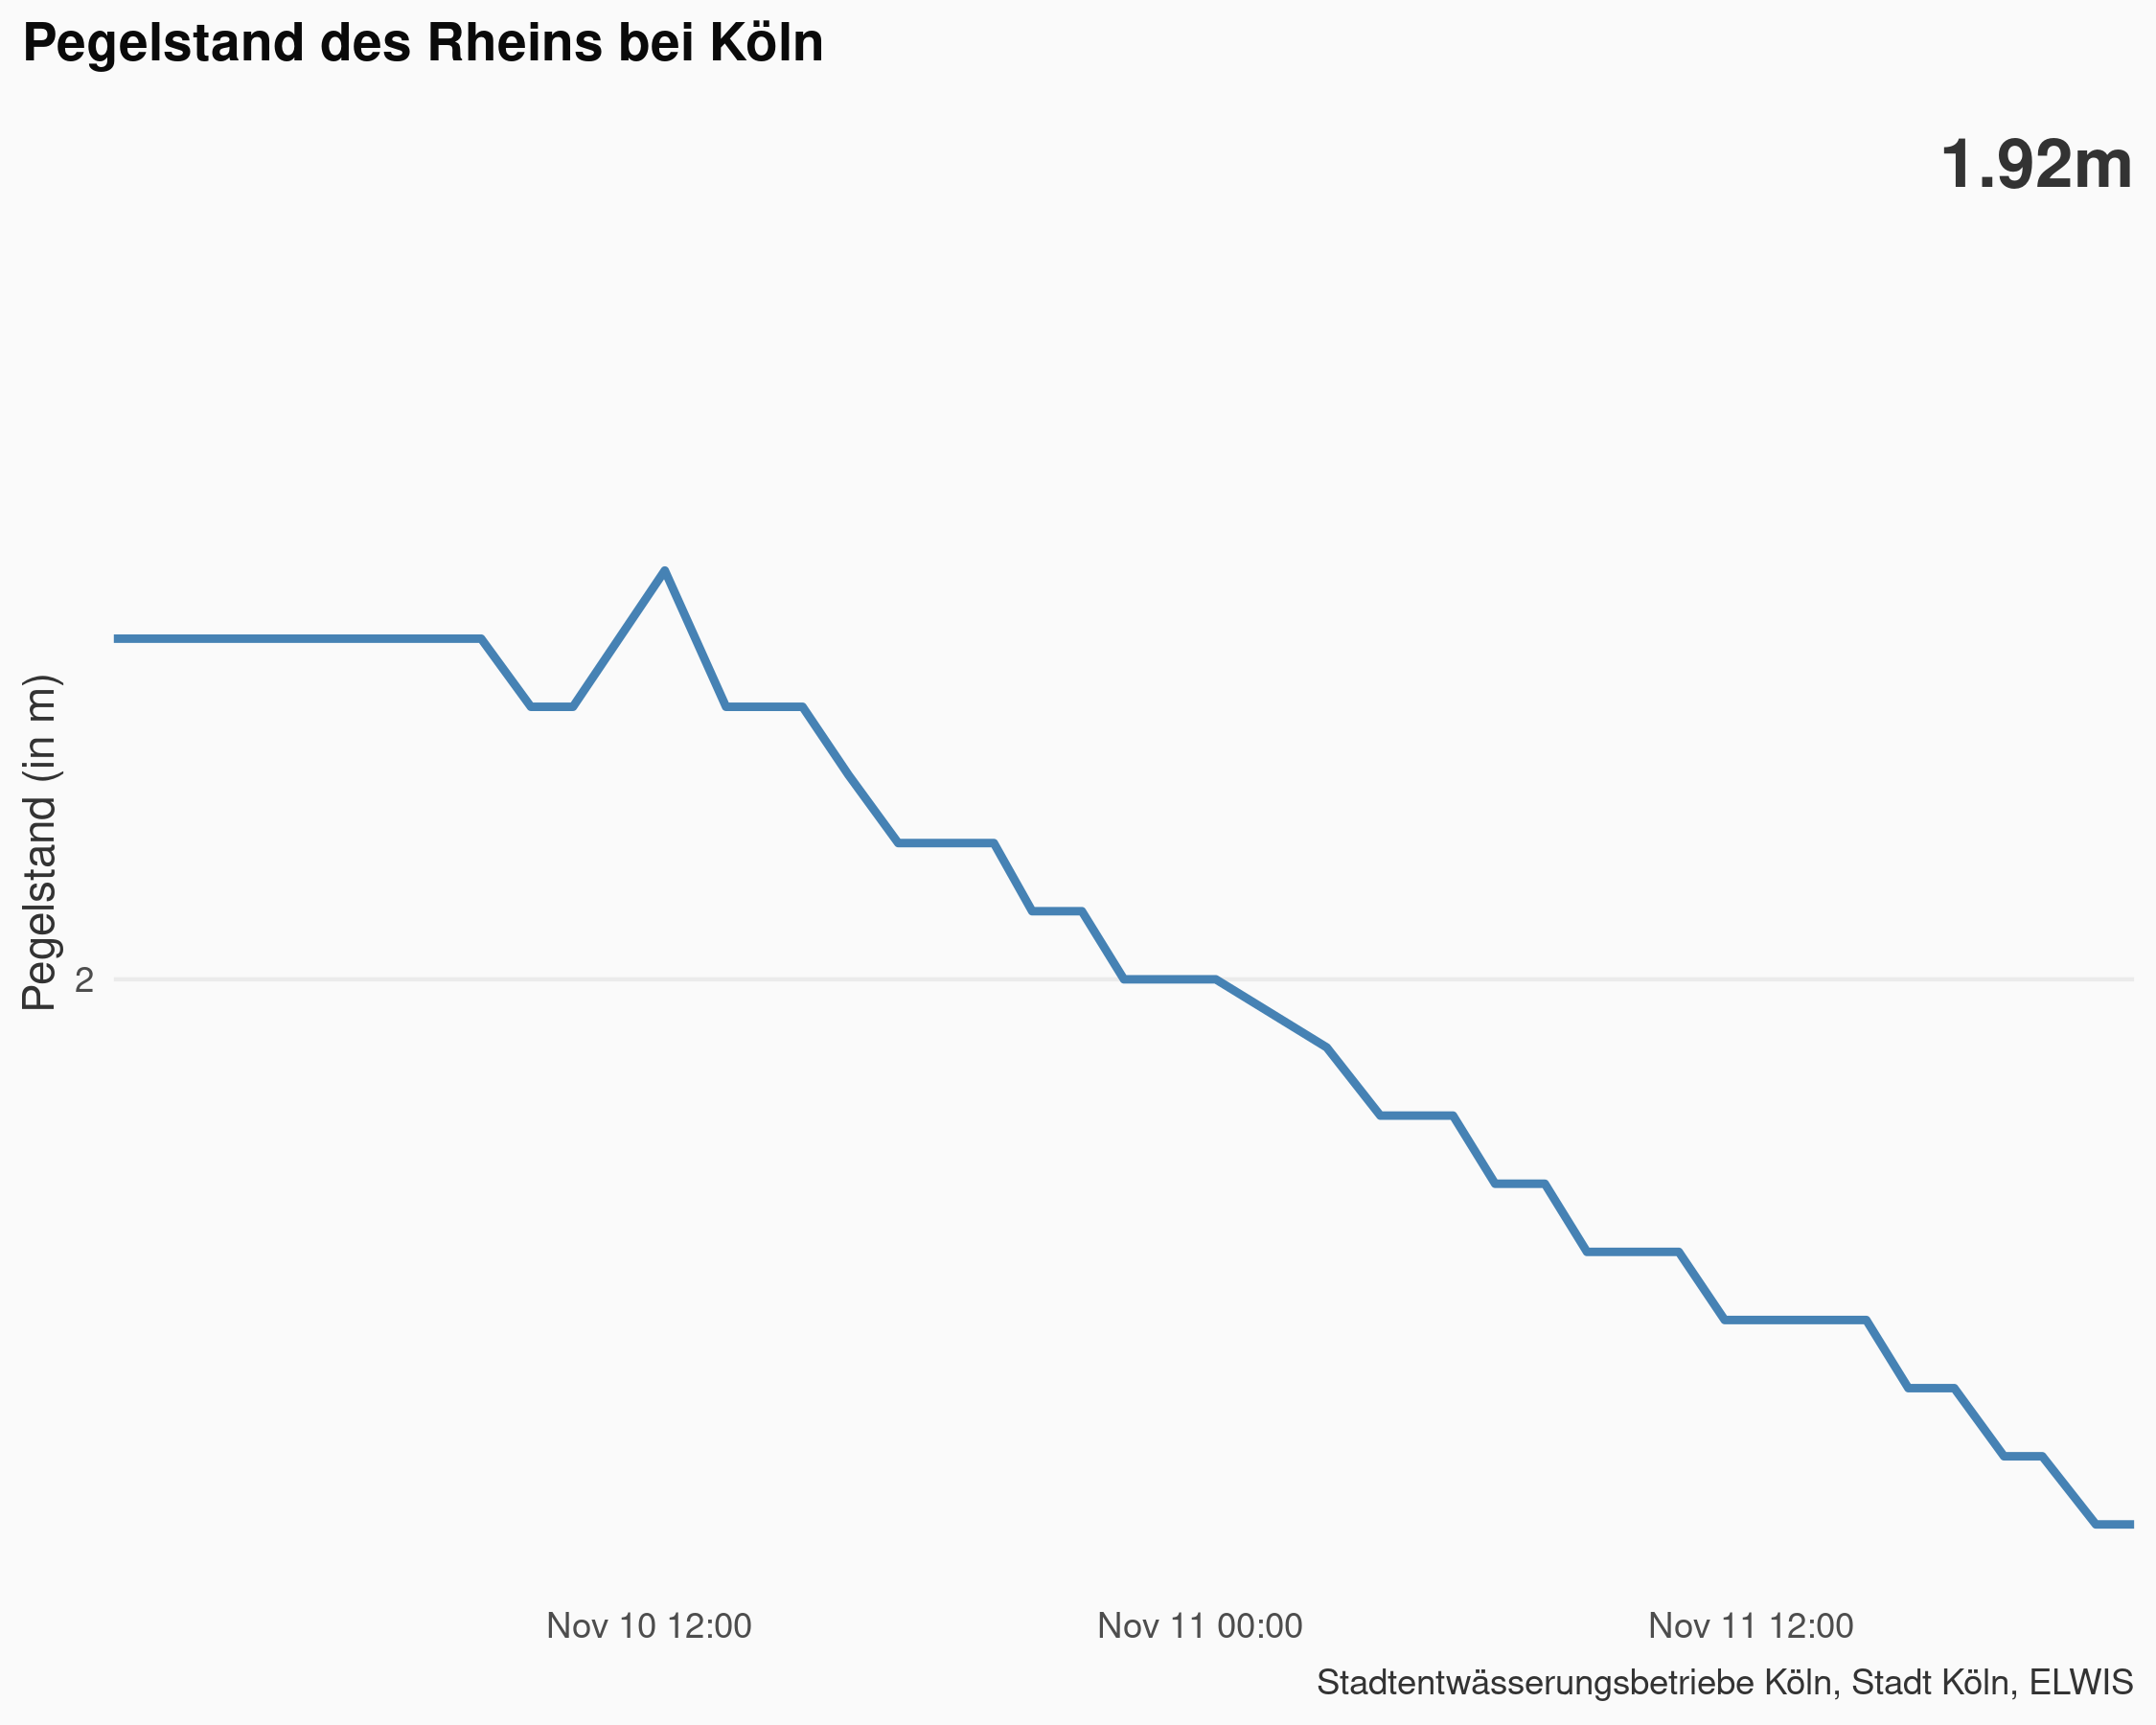 Pegelstand des Rheins bei Köln
1.92m
Pegelstand (in m)
2
Nov 10 12:00
Nov 11 00:00
Nov 11 12:00
Stadtentwässerungsbetriebe Köln, Stadt Köln, ELWIS